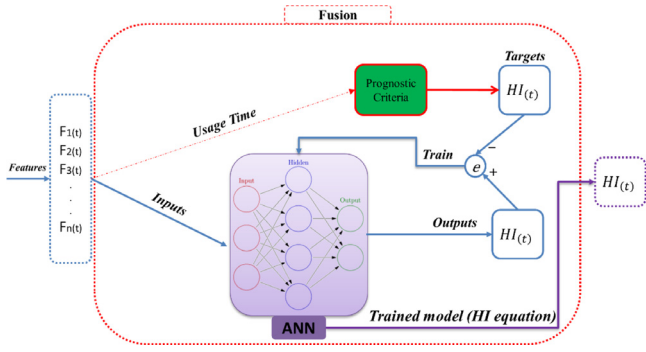 Fusion
Targets
Prognostic
Criteria
HI(t)
F1(t)
F2(t)
F3(t)
.
.
.
Fn(t)
Features
Usage Time
Inputs
Train
e
−
+
HI(t)
Hidden
Input
Output
Outputs
HI(t)
ANN
Trained model (HI equation)